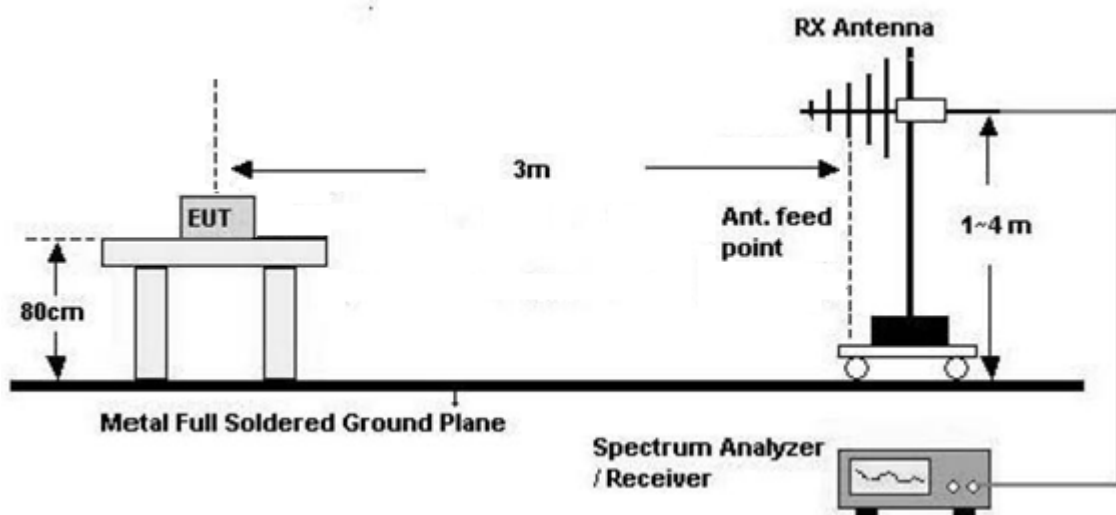 RX Antenna
3m
EUT
Ant. feed
point
1~4 m
80cm
Metal Full Soldered Ground Plane
Spectrum Analyzer
/ Receiver